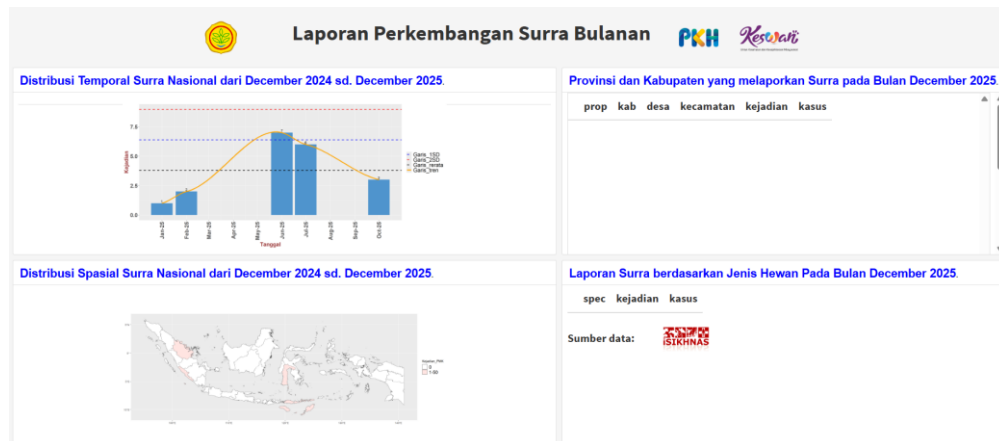 Laporan Perkembangan Surra Bulanan
PKH
Keswan
Distribusi Temporal Surra Nasional dari December 2024 sd. December 2025.
Kejadian
7.5
5.0
2.5
0.0
Jan-25
Feb-25
Mar-25
Apr-25
May-25
Jun-25
Jul-25
Aug-25
Sep-25
Oct-25
Tanggal
Garis_1SD
Garis_2SD
Garis_rerata
Garis_tren
Provinsi dan Kabupaten yang melaporkan Surra pada Bulan December 2025.
prop kab desa kecamatan kejadian kasus
Distribusi Spasial Surra Nasional dari December 2024 sd. December 2025.
0
Laporan Surra berdasarkan Jenis Hewan Pada Bulan December 2025.
spec kejadian kasus
Sumber data:
iSIKHNAS